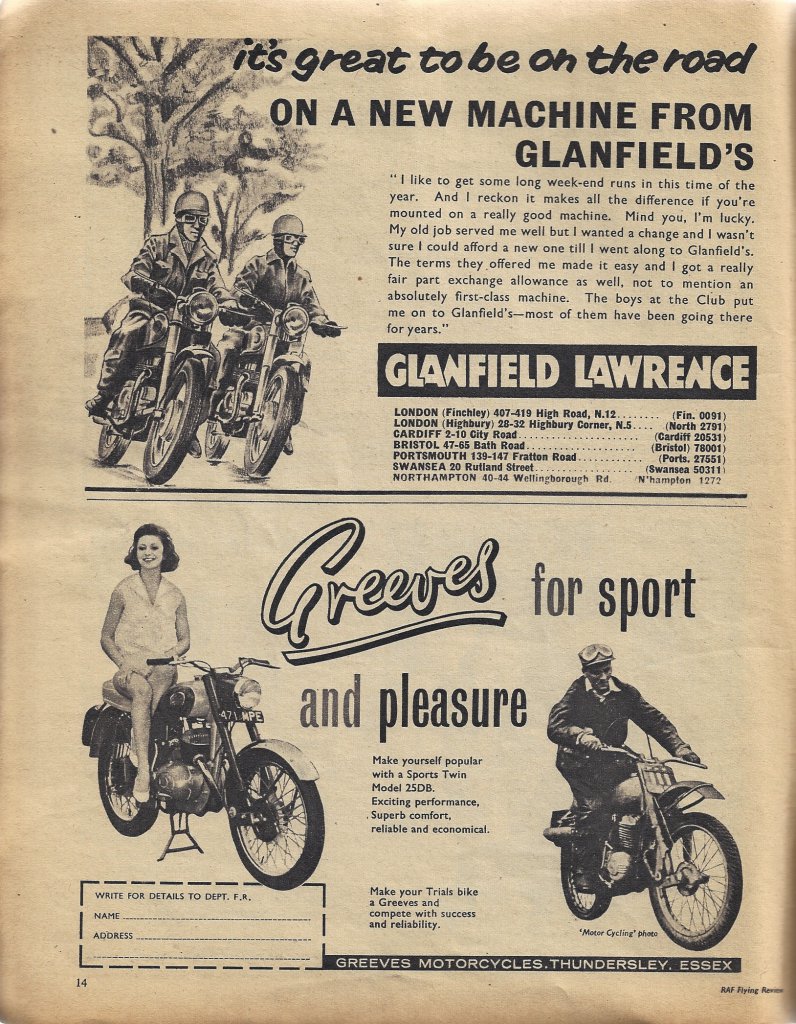 it's great to be on the road
ON A NEW MACHINE FROM
GLANFIELD'S
"I like to get some long week-end runs in this time of the
year. And I reckon it makes all the difference if you're
mounted on a really good machine. Mind you, I'm lucky.
My old job served me well but I wanted a change and I wasn't
sure I could afford a new one till I went along to Glanfield's.
The terms they offered me made it easy and I got a really
fair part exchange allowance as well, not to mention an
absolutely first-class machine. The boys at the Club put
me on to Glanfield's—most of them have been going there
for years."
GLANFIELD LAWRENCE
LONDON (Finchley) 407-419 High Road, N.12........ (Fin. 0091)
LONDON (Highbury) 28-32 Highbury Corner, N.5.... (North 2791)
CARDIFF 2-10 City Road...................... (Cardiff 20531)
BRISTOL 47-65 Bath Road.................... (Bristol) 78001)
PORTSMOUTH 139-147 Fratton Road............. (Ports. 27551)
SWANSEA 20 Rutland Street.................. (Swansea 50311)
NORTHAMPTON 40-44 Wellingborough Rd. (N'hampton 1272
Greeves for sport
and pleasure
471 MPE
Make yourself popular
with a Sports Twin
Model 25DB.
Exciting performance,
Superb comfort,
reliable and economical.
Make your Trials bike
a Greeves and
compete with success
and reliability.
'Motor Cycling' photo
WRITE FOR DETAILS TO DEPT. F.R.
NAME
ADDRESS
GREEVES MOTORCYCLES. THUNDERSLEY. ESSEX
14
RAF Flying Review